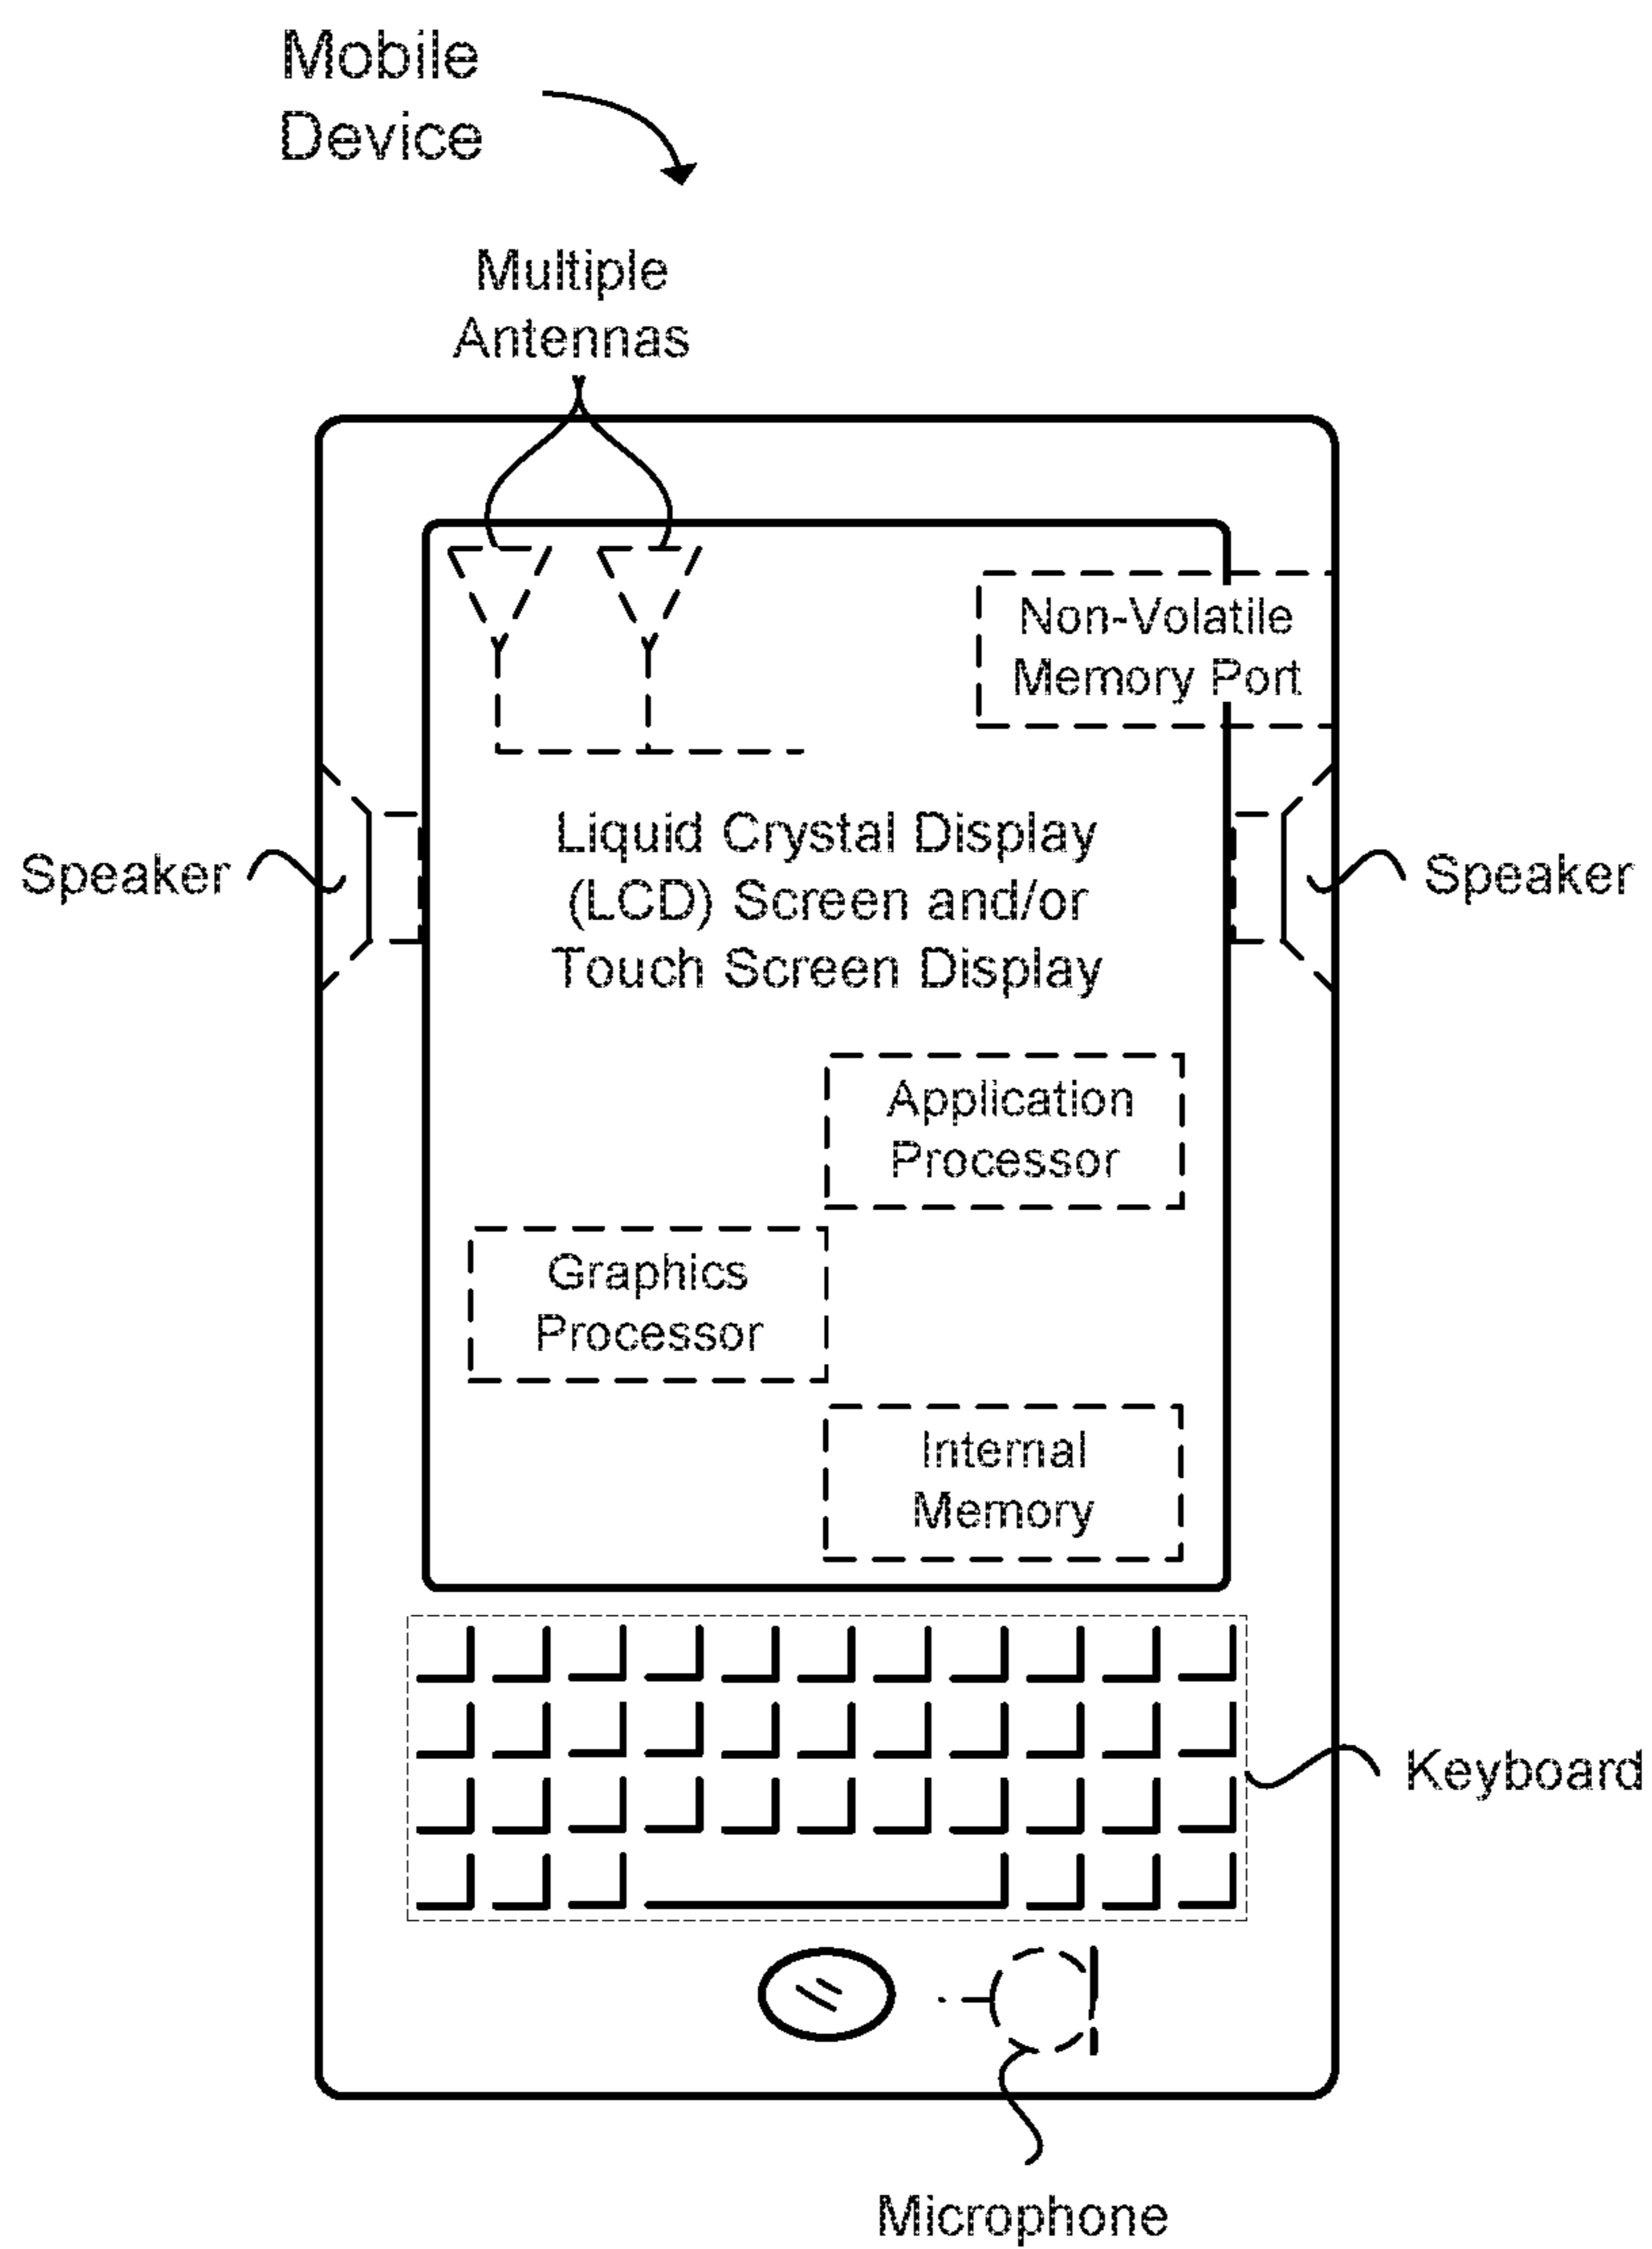 Mobile
Device
Multiple
Antennas
Non-Volatile
Memory Port
Speaker
Liquid Crystal Display
(LCD) Screen and/or
Touch Screen Display
Speaker
Application
Processor
Graphics
Processor
Internal
Memory
Keyboard
Microphone